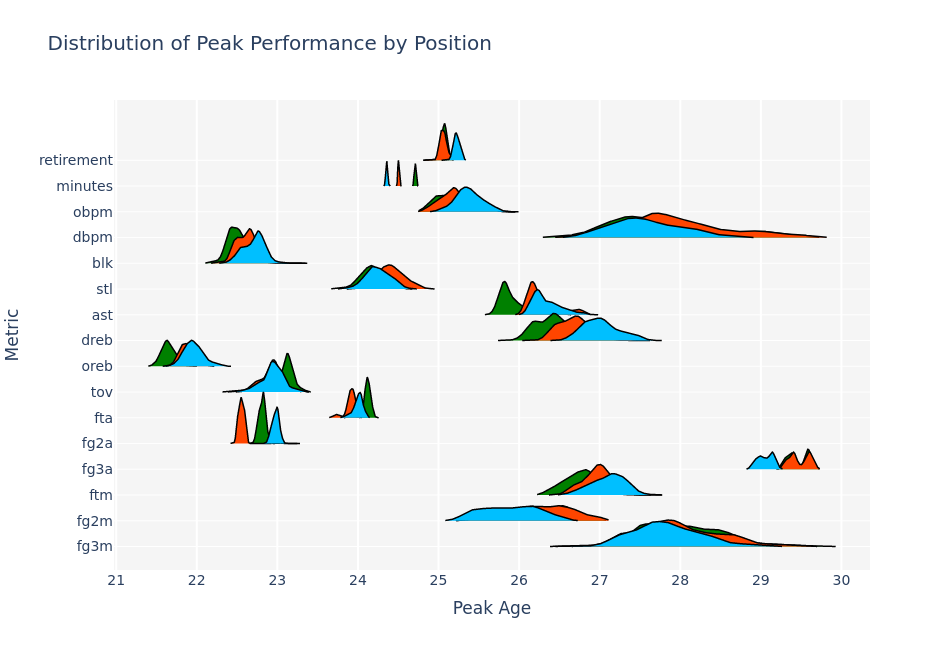 Distribution of Peak Performance by Position
retirement
minutes
obpm
dbpm
blk
stl
ast
dreb
oreb
tov
fta
fg2a
fg3a
ftm
fg2m
fg3m
Metric
21 22 23 24 25 26 27 28 29 30
Peak Age